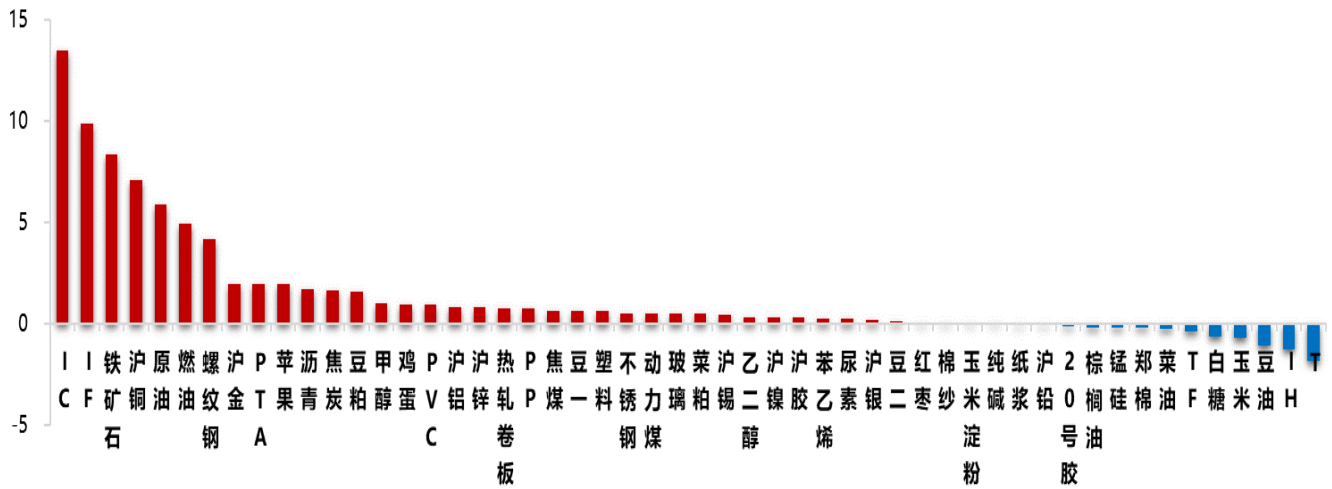 15
10
5
0
-5
IC
IF
铁矿石
沪铜
原油
燃油
螺纹钢
沪金
PTA
苹果
沥青
焦炭
豆粕
甲醇
鸡蛋
PVC
沪铝
沪锌
热轧卷板
PP
焦煤
豆一
塑料
不锈钢
动力煤
玻璃
菜粕
沪锡
乙二醇
沪镍
沪胶
苯乙烯
尿素
沪银
豆二
红枣
棉纱
玉米淀粉
纯碱
纸浆
沪铅
20号胶
棕榈油
锰硅
郑棉
菜油
TF
白糖
玉米
豆油
IH
T